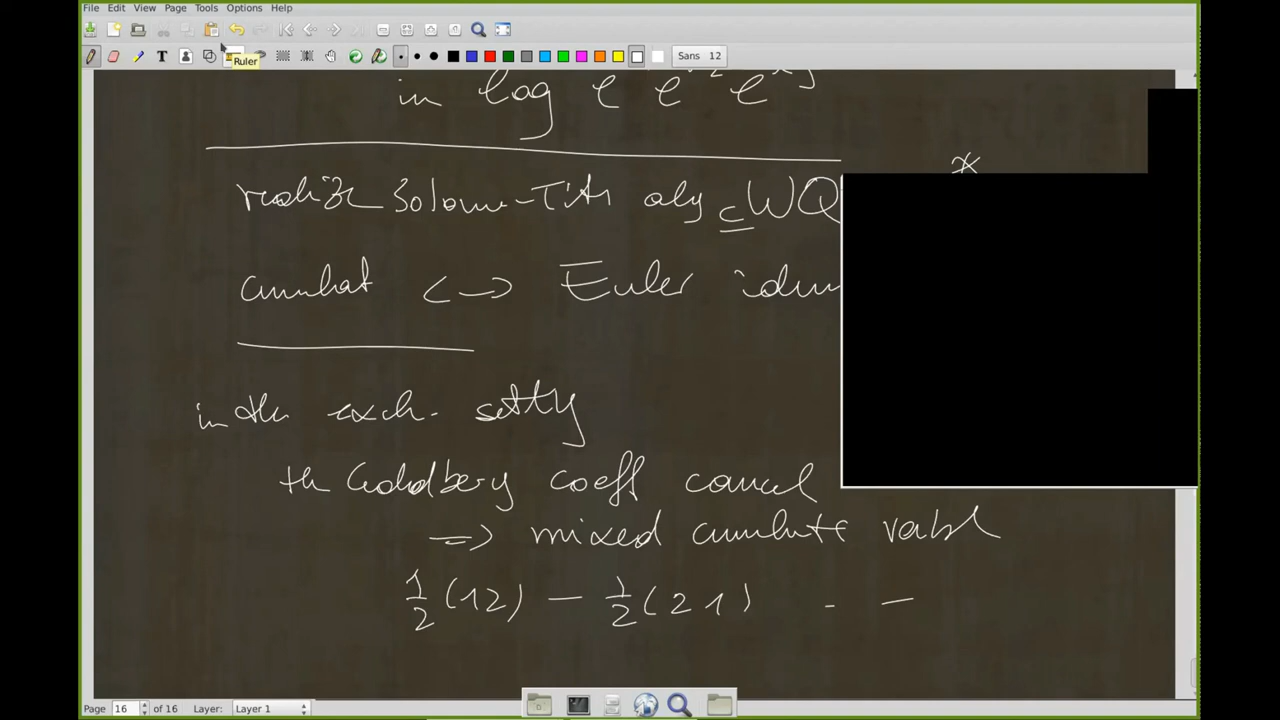 File Edit View Page Tools Options Help
Sans 12
Ruler
in log e e e
realize Solomon-Tits alg ⊆ WQ
cumulant ↔ Euler idem
in the exch. setting
the Goldberg coeff cancel
⇒ mixed cumulants vanish
1/2 (12) − 1/2 (21) . . −
Page 16 of 16 Layer: Layer 1